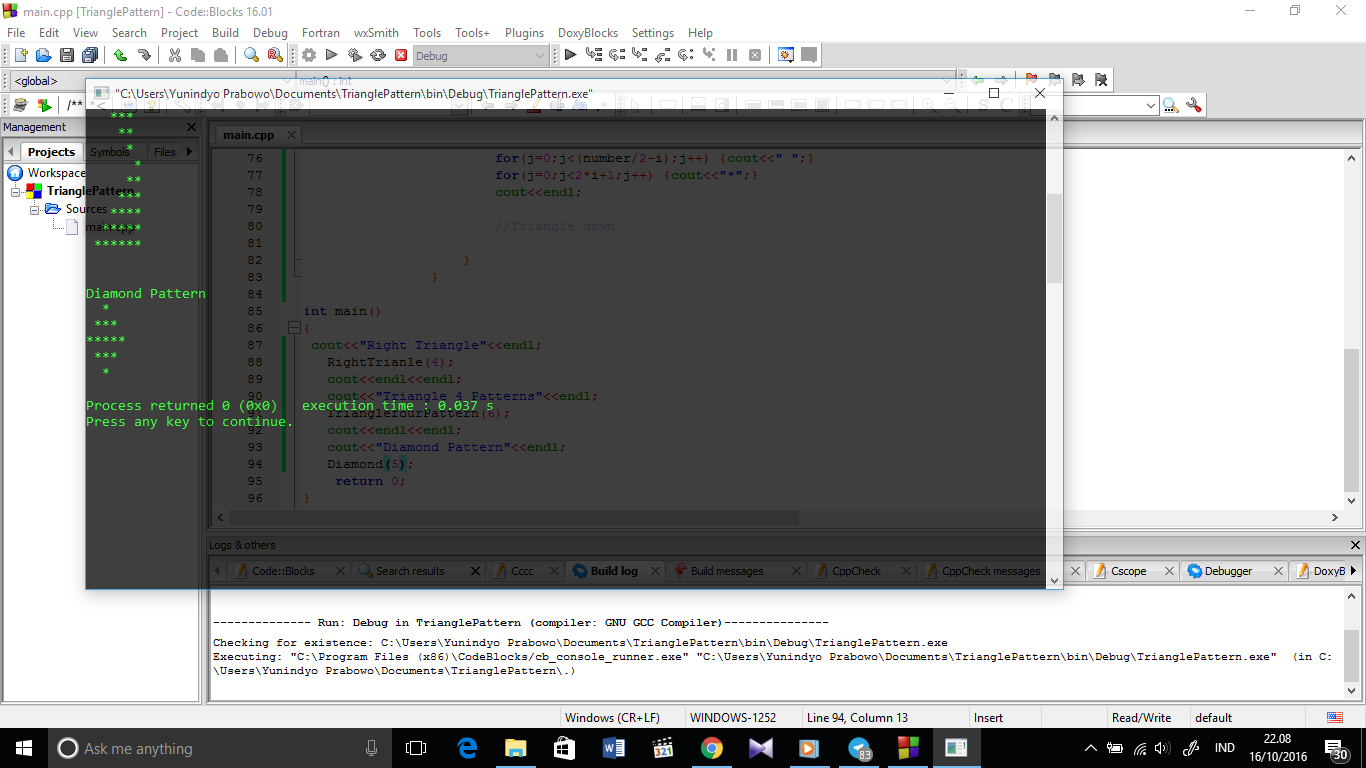 main.cpp [TrianglePattern] - Code::Blocks 16.01
File Edit View Search Project Build Debug Fortran wxSmith Tools Tools+ Plugins DoxyBlocks Settings Help
Debug
<global>
main() : int
"C:\Users\Yunindyo Prabowo\Documents\TrianglePattern\bin\Debug\TrianglePattern.exe"
/** *<
Management
Projects Symbols Files
Workspace
TrianglePattern
Sources
main.cpp
***
**
*
*
**
***
****
*****
******
Diamond Pattern
*
***
*****
***
*
Process returned 0 (0x0) execution time : 0.037 s
Press any key to continue.
main.cpp
76 for(j=0;j<(number/2-i);j++) {cout<<" ";}
77 for(j=0;j<2*i+1;j++) {cout<<"*";}
78 cout<<endl;
79
80 //Triangle down
81
82 }
83 }
84
85 int main()
86 {
87 cout<<"Right Triangle"<<endl;
88 RightTrianle(4);
89 cout<<endl<<endl;
90 cout<<"Triangle 4 Patterns"<<endl;
91 TrianglefourPattern(6);
92 cout<<endl<<endl;
93 cout<<"Diamond Pattern"<<endl;
94 Diamond(5);
95 return 0;
96 }
Logs & others
Code::Blocks Search results Cccc Build log Build messages CppCheck CppCheck messages Cscope Debugger DoxyB
-------------- Run: Debug in TrianglePattern (compiler: GNU GCC Compiler)---------------
Checking for existence: C:\Users\Yunindyo Prabowo\Documents\TrianglePattern\bin\Debug\TrianglePattern.exe
Executing: "C:\Program Files (x86)\CodeBlocks/cb_console_runner.exe" "C:\Users\Yunindyo Prabowo\Documents\TrianglePattern\bin\Debug\TrianglePattern.exe" (in C:
\Users\Yunindyo Prabowo\Documents\TrianglePattern\.)
Windows (CR+LF) WINDOWS-1252 Line 94, Column 13 Insert Read/Write default
Ask me anything
321
83
IND
22.08
16/10/2016
30